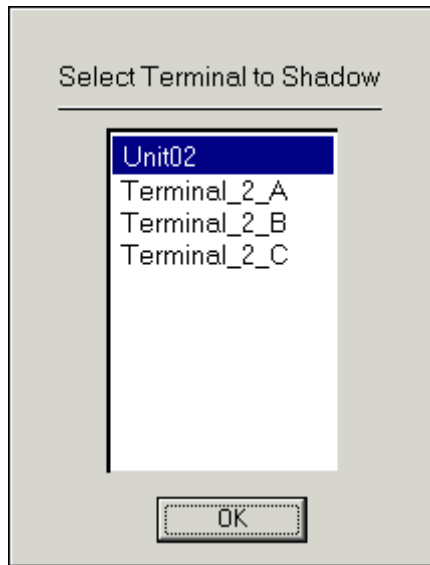 Select Terminal to Shadow
Unit02
Terminal_2_A
Terminal_2_B
Terminal_2_C
OK